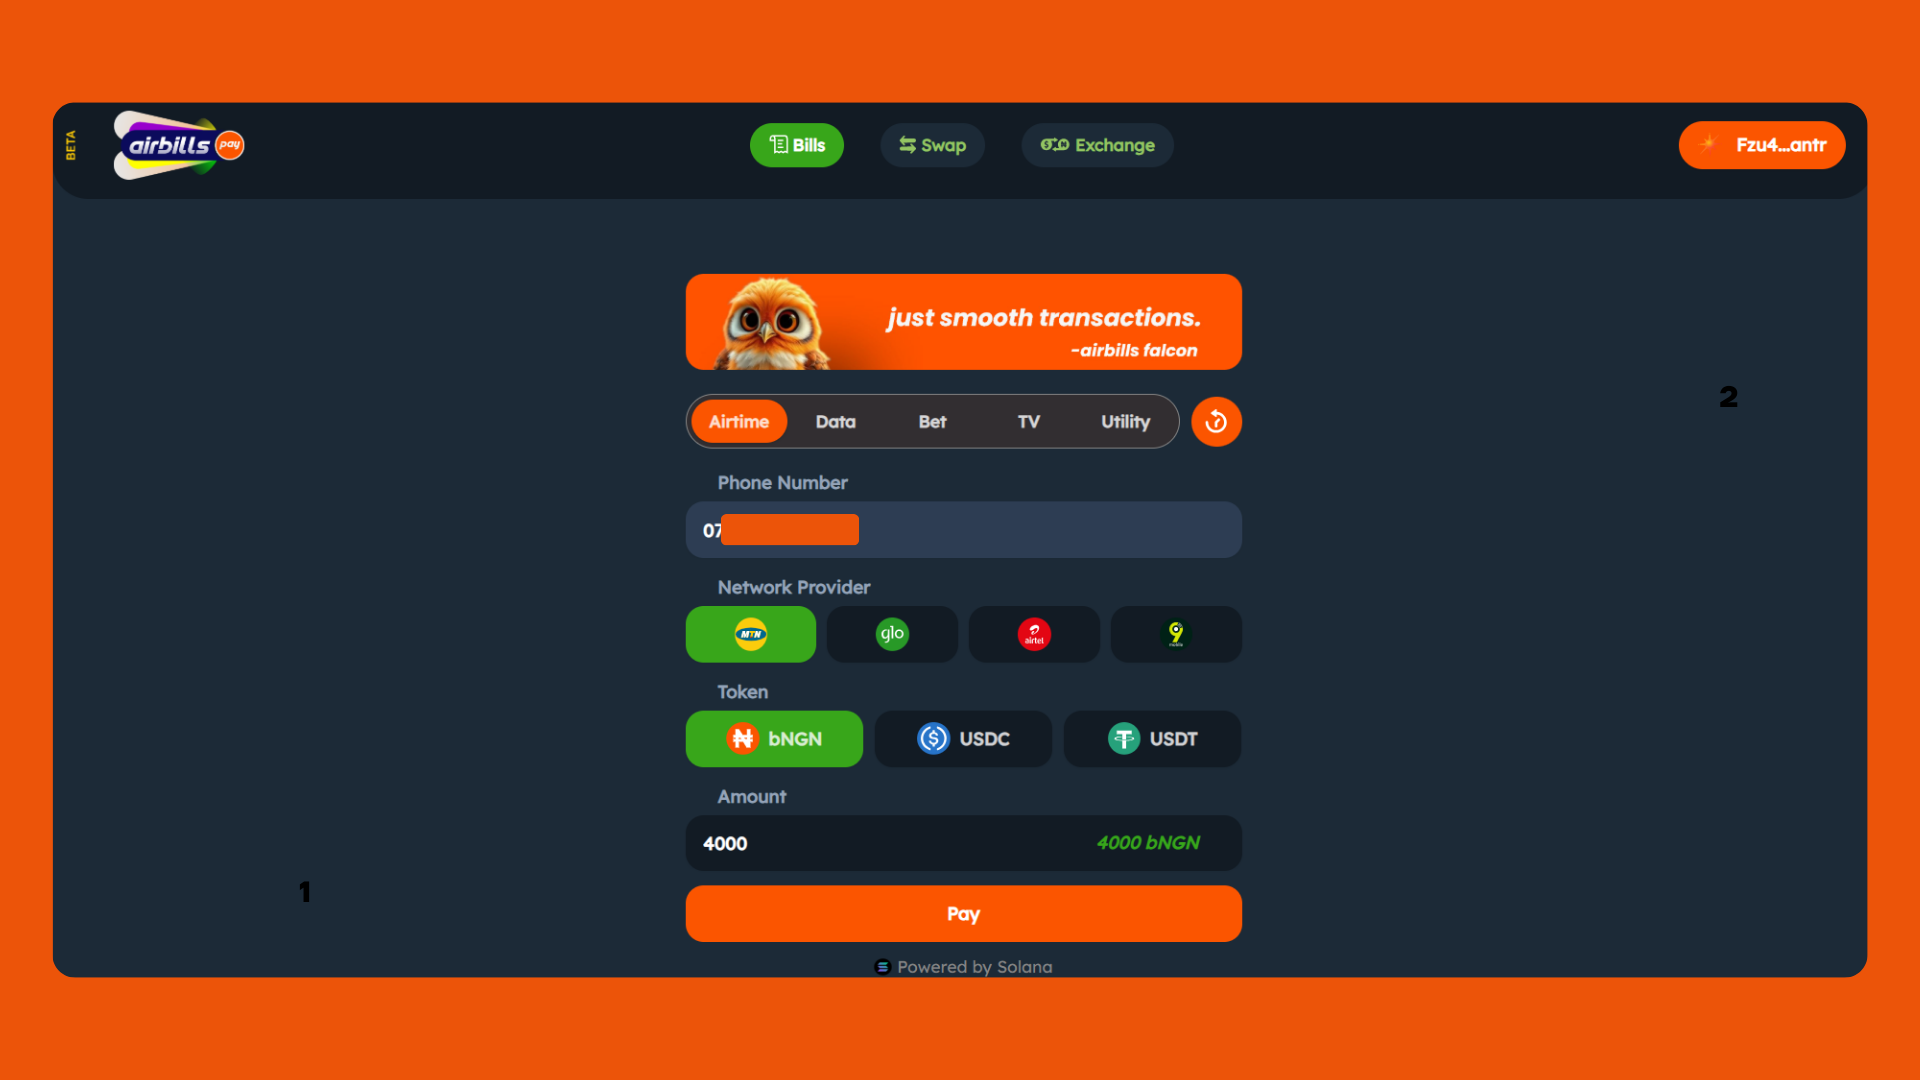 BETA
airbills pay
Bills
Swap
Exchange
Fzu4...antr
just smooth transactions.
-airbills falcon
Airtime
Data
Bet
TV
Utility
2
Phone Number
07
Network Provider
MTN
glo
airtel
9
mobile
Token
bNGN
USDC
USDT
Amount
4000
4000 bNGN
1
Pay
Powered by Solana